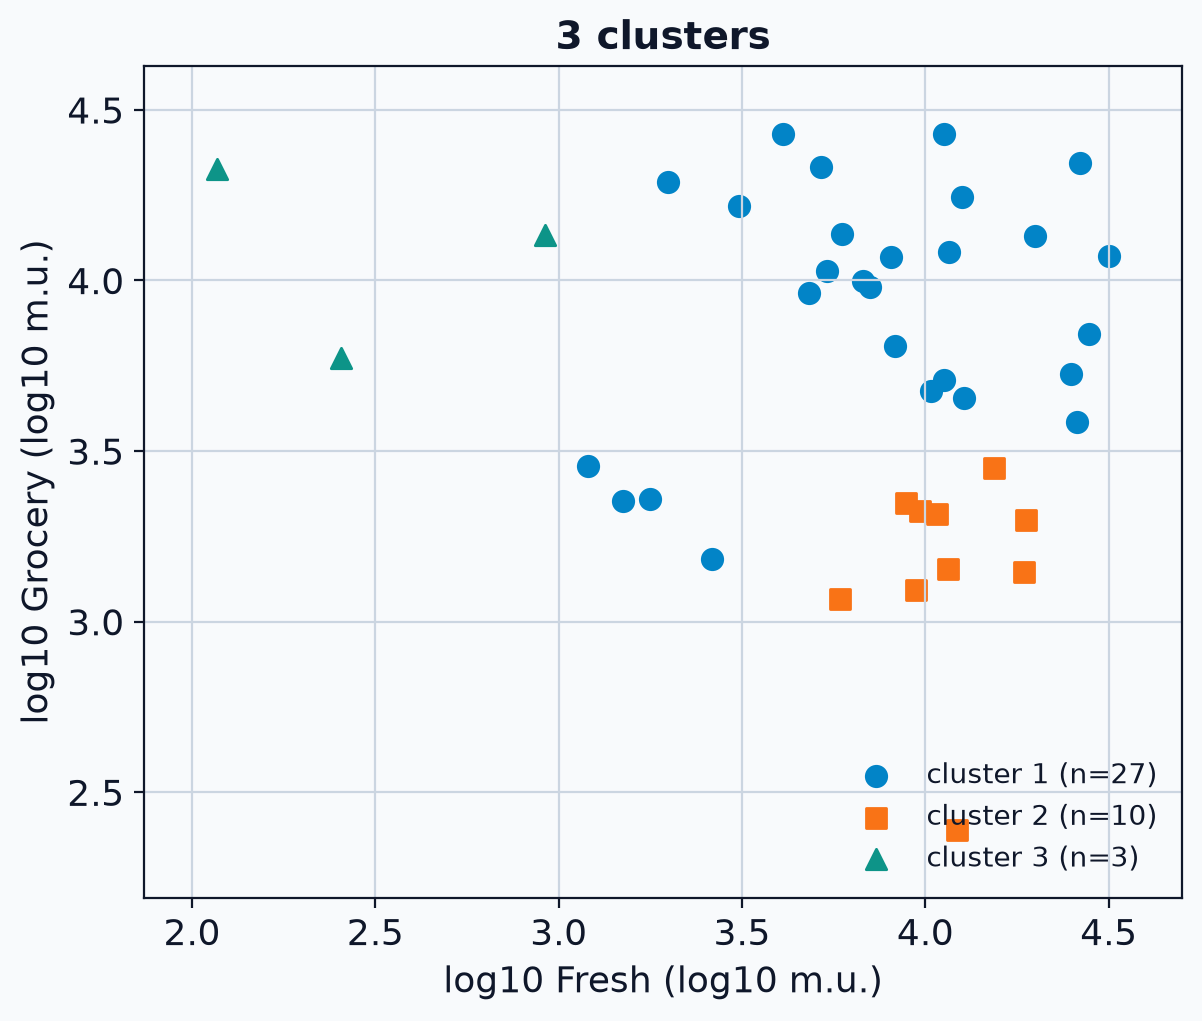 3 clusters
4.5
4.0
3.5
3.0
2.5
log10 Grocery (log10 m.u.)
cluster 1 (n=27)
cluster 2 (n=10)
cluster 3 (n=3)
2.0 2.5 3.0 3.5 4.0 4.5
log10 Fresh (log10 m.u.)